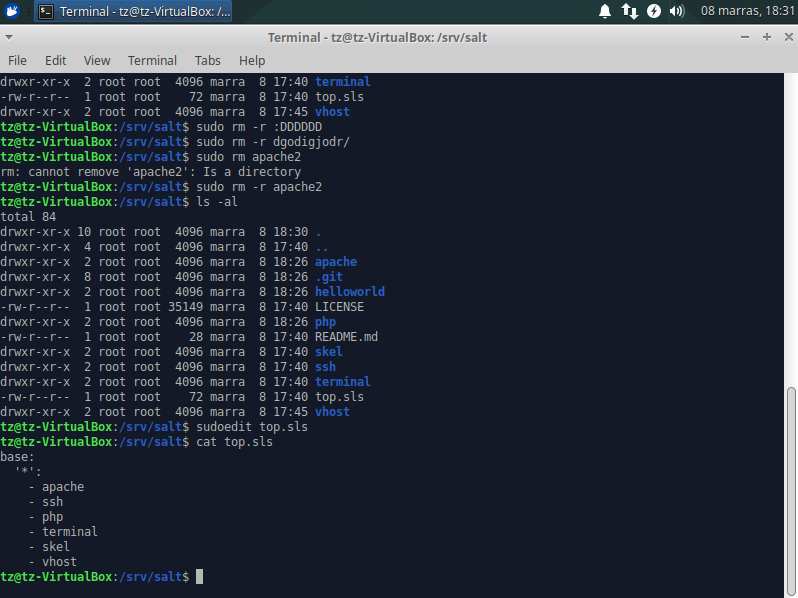 Terminal - tz@tz-VirtualBox: /...
08 marras, 18:31
Terminal - tz@tz-VirtualBox: /srv/salt
File Edit View Terminal Tabs Help
drwxr-xr-x  2 root root  4096 marra  8 17:40 terminal
-rw-r--r--  1 root root    72 marra  8 17:40 top.sls
drwxr-xr-x  2 root root  4096 marra  8 17:45 vhost
tz@tz-VirtualBox:/srv/salt$ sudo rm -r :DDDDDD
tz@tz-VirtualBox:/srv/salt$ sudo rm -r dgodigjodr/
tz@tz-VirtualBox:/srv/salt$ sudo rm apache2
rm: cannot remove 'apache2': Is a directory
tz@tz-VirtualBox:/srv/salt$ sudo rm -r apache2
tz@tz-VirtualBox:/srv/salt$ ls -al
total 84
drwxr-xr-x 10 root root  4096 marra  8 18:30 .
drwxr-xr-x  4 root root  4096 marra  8 17:40 ..
drwxr-xr-x  2 root root  4096 marra  8 18:26 apache
drwxr-xr-x  8 root root  4096 marra  8 18:26 .git
drwxr-xr-x  2 root root  4096 marra  8 18:26 helloworld
-rw-r--r--  1 root root 35149 marra  8 17:40 LICENSE
drwxr-xr-x  2 root root  4096 marra  8 18:26 php
-rw-r--r--  1 root root    28 marra  8 17:40 README.md
drwxr-xr-x  2 root root  4096 marra  8 17:40 skel
drwxr-xr-x  2 root root  4096 marra  8 17:40 ssh
drwxr-xr-x  2 root root  4096 marra  8 17:40 terminal
-rw-r--r--  1 root root    72 marra  8 17:40 top.sls
drwxr-xr-x  2 root root  4096 marra  8 17:45 vhost
tz@tz-VirtualBox:/srv/salt$ sudoedit top.sls
tz@tz-VirtualBox:/srv/salt$ cat top.sls
base:
  '*':
    - apache
    - ssh
    - php
    - terminal
    - skel
    - vhost
tz@tz-VirtualBox:/srv/salt$